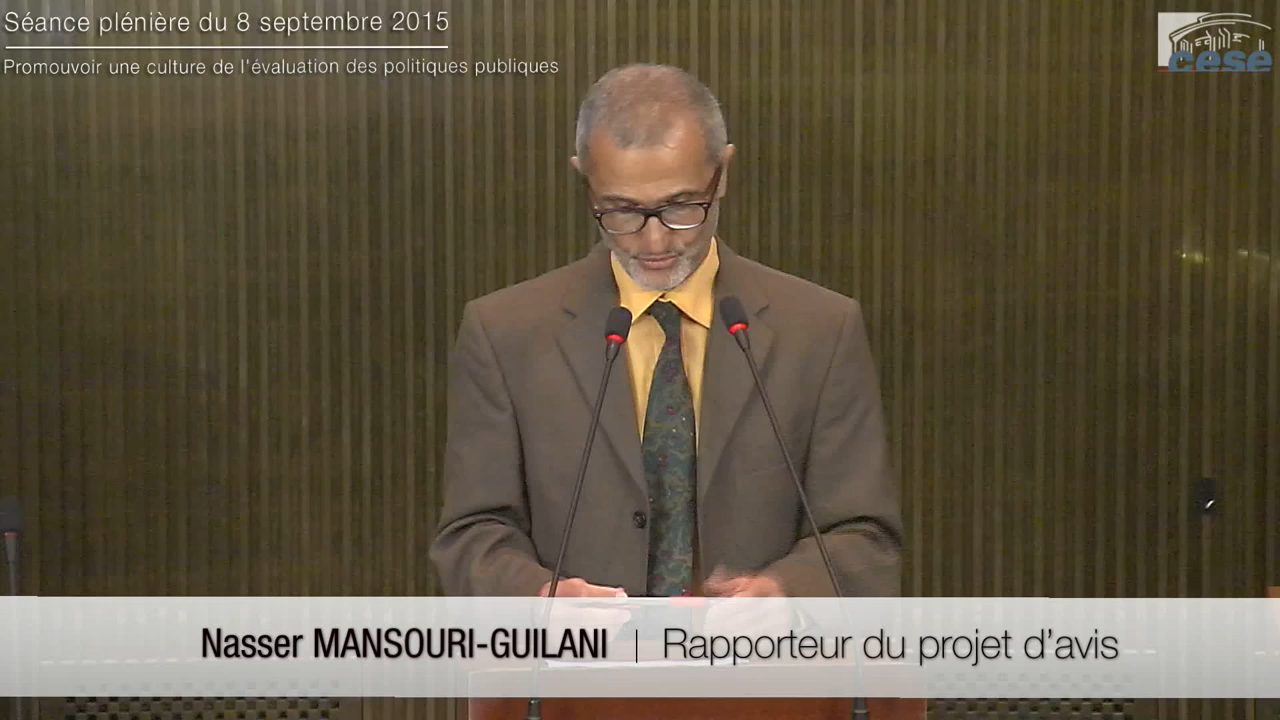 Séance plénière du 8 septembre 2015
Promouvoir une culture de l'évaluation des politiques publiques
cese
Nasser MANSOURI-GUILANI | Rapporteur du projet d'avis